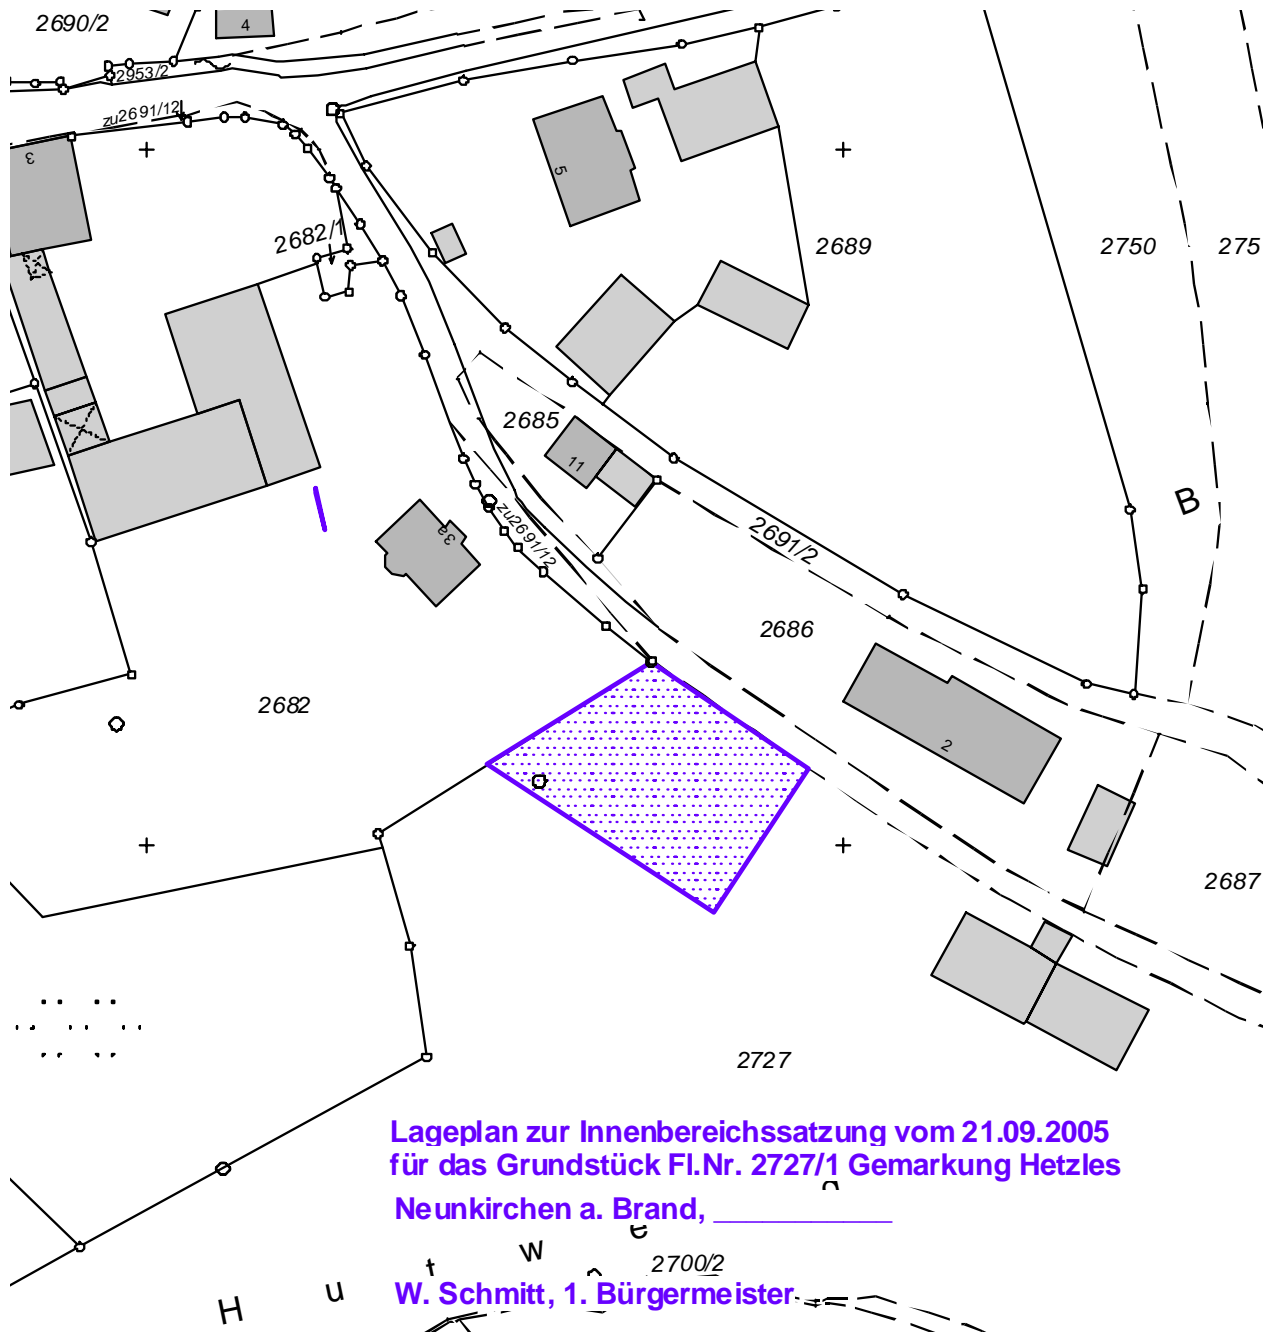 2690/2
4
2953/2
zu2691/12
3
5
2682/1
2689
2750
275
2685
11
B
3a
zu2691/12
2691/2
2686
2682
2
2687
2727
Lageplan zur Innenbereichssatzung vom 21.09.2005
für das Grundstück Fl.Nr. 2727/1 Gemarkung Hetzles
Neunkirchen a. Brand, ___________
H u t w e
2700/2
W. Schmitt, 1. Bürgermeister